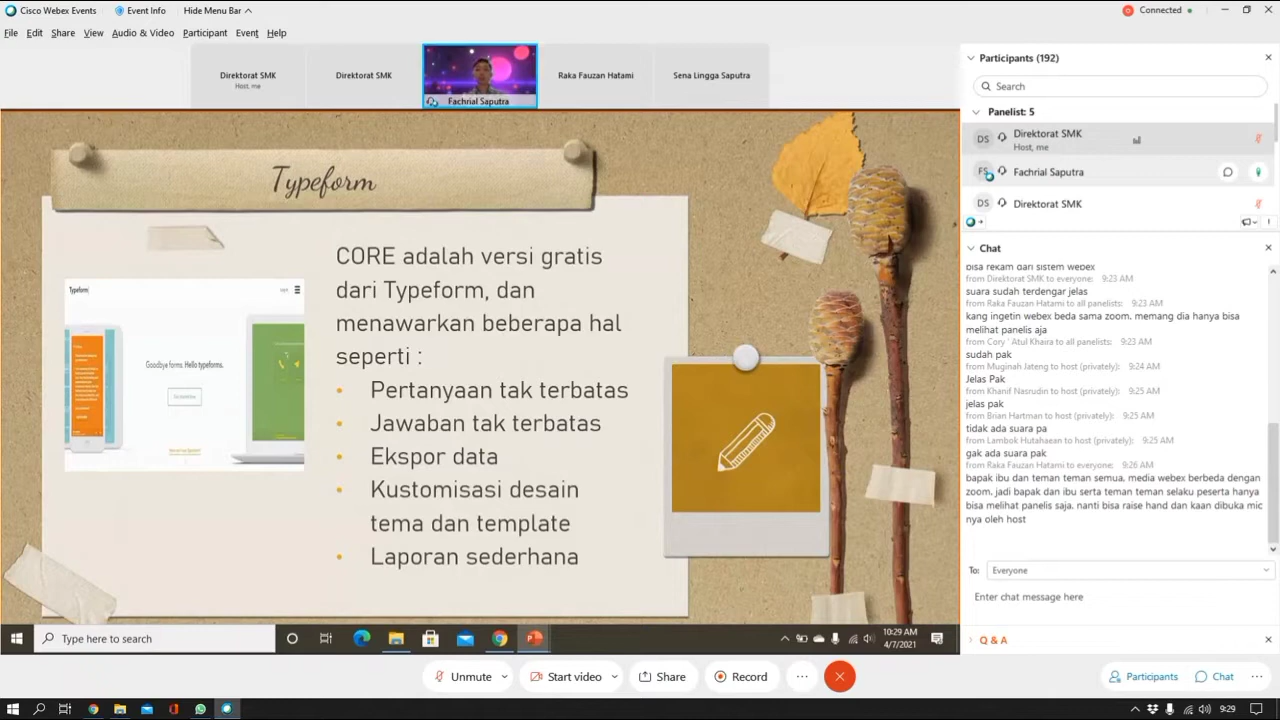 Cisco Webex Events
Event Info
Hide Menu Bar
Connected
File Edit Share View Audio & Video Participant Event Help
Direktorat SMK
Host, me
Direktorat SMK
Fachrial Saputra
Raka Fauzan Hatami
Sena Lingga Saputra
Typeform
Typeform
Goodbye forms. Hello typeforms.
CORE adalah versi gratis
dari Typeform, dan
menawarkan beberapa hal
seperti :
• Pertanyaan tak terbatas
• Jawaban tak terbatas
• Ekspor data
• Kustomisasi desain
tema dan template
• Laporan sederhana
Type here to search
10:29 AM
4/7/2021
Participants (192)
Search
Panelist: 5
DS Direktorat SMK
Host, me
FS Fachrial Saputra
DS Direktorat SMK
Chat
bisa rekam dari sistem webex
from Direktorat SMK to everyone: 9:23 AM
suara sudah terdengar jelas
from Raka Fauzan Hatami to all panelists: 9:23 AM
kang ingetin webex beda sama zoom. memang dia hanya bisa
melihat panelis aja
from Cory ' Atul Khaira to all panelists: 9:23 AM
sudah pak
from Muginah Jateng to host (privately): 9:24 AM
Jelas Pak
from Khanif Nasrudin to host (privately): 9:25 AM
jelas pak
from Brian Hartman to host (privately): 9:25 AM
tidak ada suara pa
from Lambok Hutahaean to host (privately): 9:25 AM
gak ada suara pak
from Raka Fauzan Hatami to everyone: 9:26 AM
bapak ibu dan teman teman semua, media webex berbeda dengan
zoom. jadi bapak dan ibu serta teman teman selaku peserta hanya
bisa melihat panelis saja. nanti bisa raise hand dan kaan dibuka mic
nya oleh host
To: Everyone
Enter chat message here
Q & A
Unmute
Start video
Share
Record
Participants
Chat
9:29